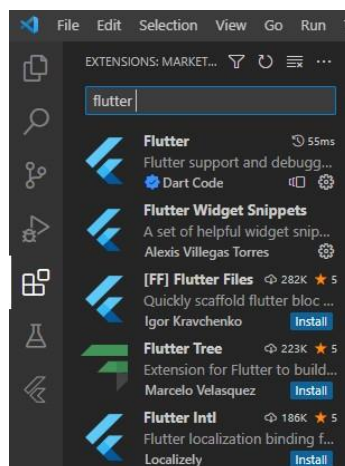 File Edit Selection View Go Run
EXTENSIONS: MARKET...
flutter
Flutter 55ms
Flutter support and debugg...
Dart Code
Flutter Widget Snippets
A set of helpful widget snip...
Alexis Villegas Torres
[FF] Flutter Files 282K 5
Quickly scaffold flutter bloc ...
Igor Kravchenko Install
Flutter Tree 223K 5
Extension for Flutter to build...
Marcelo Velasquez Install
Flutter Intl 186K 5
Flutter localization binding f...
Localizely Install